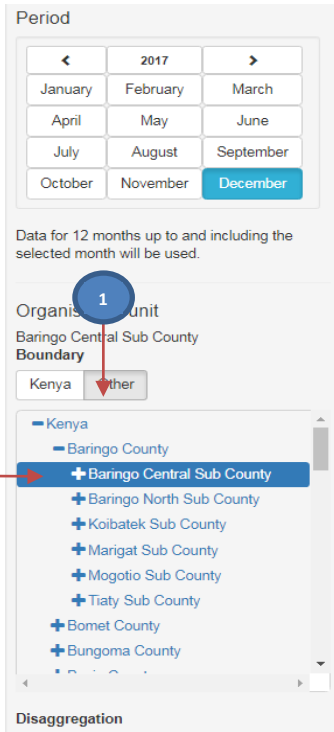 Period
2017
January February March
April May June
July August September
October November December
Data for 12 months up to and including the
selected month will be used.
1
unit
Baringo Central Sub County
Boundary
Kenya Other
Kenya
Baringo County
Baringo Central Sub County
Baringo North Sub County
Koibatek Sub County
Marigat Sub County
Mogotio Sub County
Tiaty Sub County
Bomet County
Bungoma County
Disaggregation